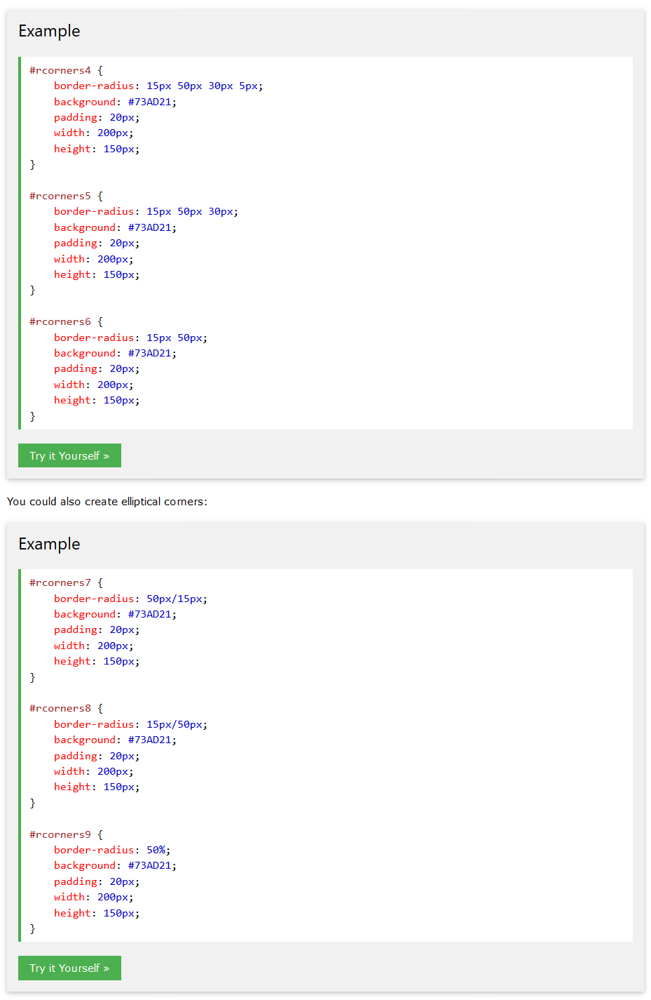 Example
#rcorners4 {
    border-radius: 15px 50px 30px 5px;
    background: #73AD21;
    padding: 20px;
    width: 200px;
    height: 150px;
}
#rcorners5 {
    border-radius: 15px 50px 30px;
    background: #73AD21;
    padding: 20px;
    width: 200px;
    height: 150px;
}
#rcorners6 {
    border-radius: 15px 50px;
    background: #73AD21;
    padding: 20px;
    width: 200px;
    height: 150px;
}
Try it Yourself »
You could also create elliptical corners:
Example
#rcorners7 {
    border-radius: 50px/15px;
    background: #73AD21;
    padding: 20px;
    width: 200px;
    height: 150px;
}
#rcorners8 {
    border-radius: 15px/50px;
    background: #73AD21;
    padding: 20px;
    width: 200px;
    height: 150px;
}
#rcorners9 {
    border-radius: 50%;
    background: #73AD21;
    padding: 20px;
    width: 200px;
    height: 150px;
}
Try it Yourself »